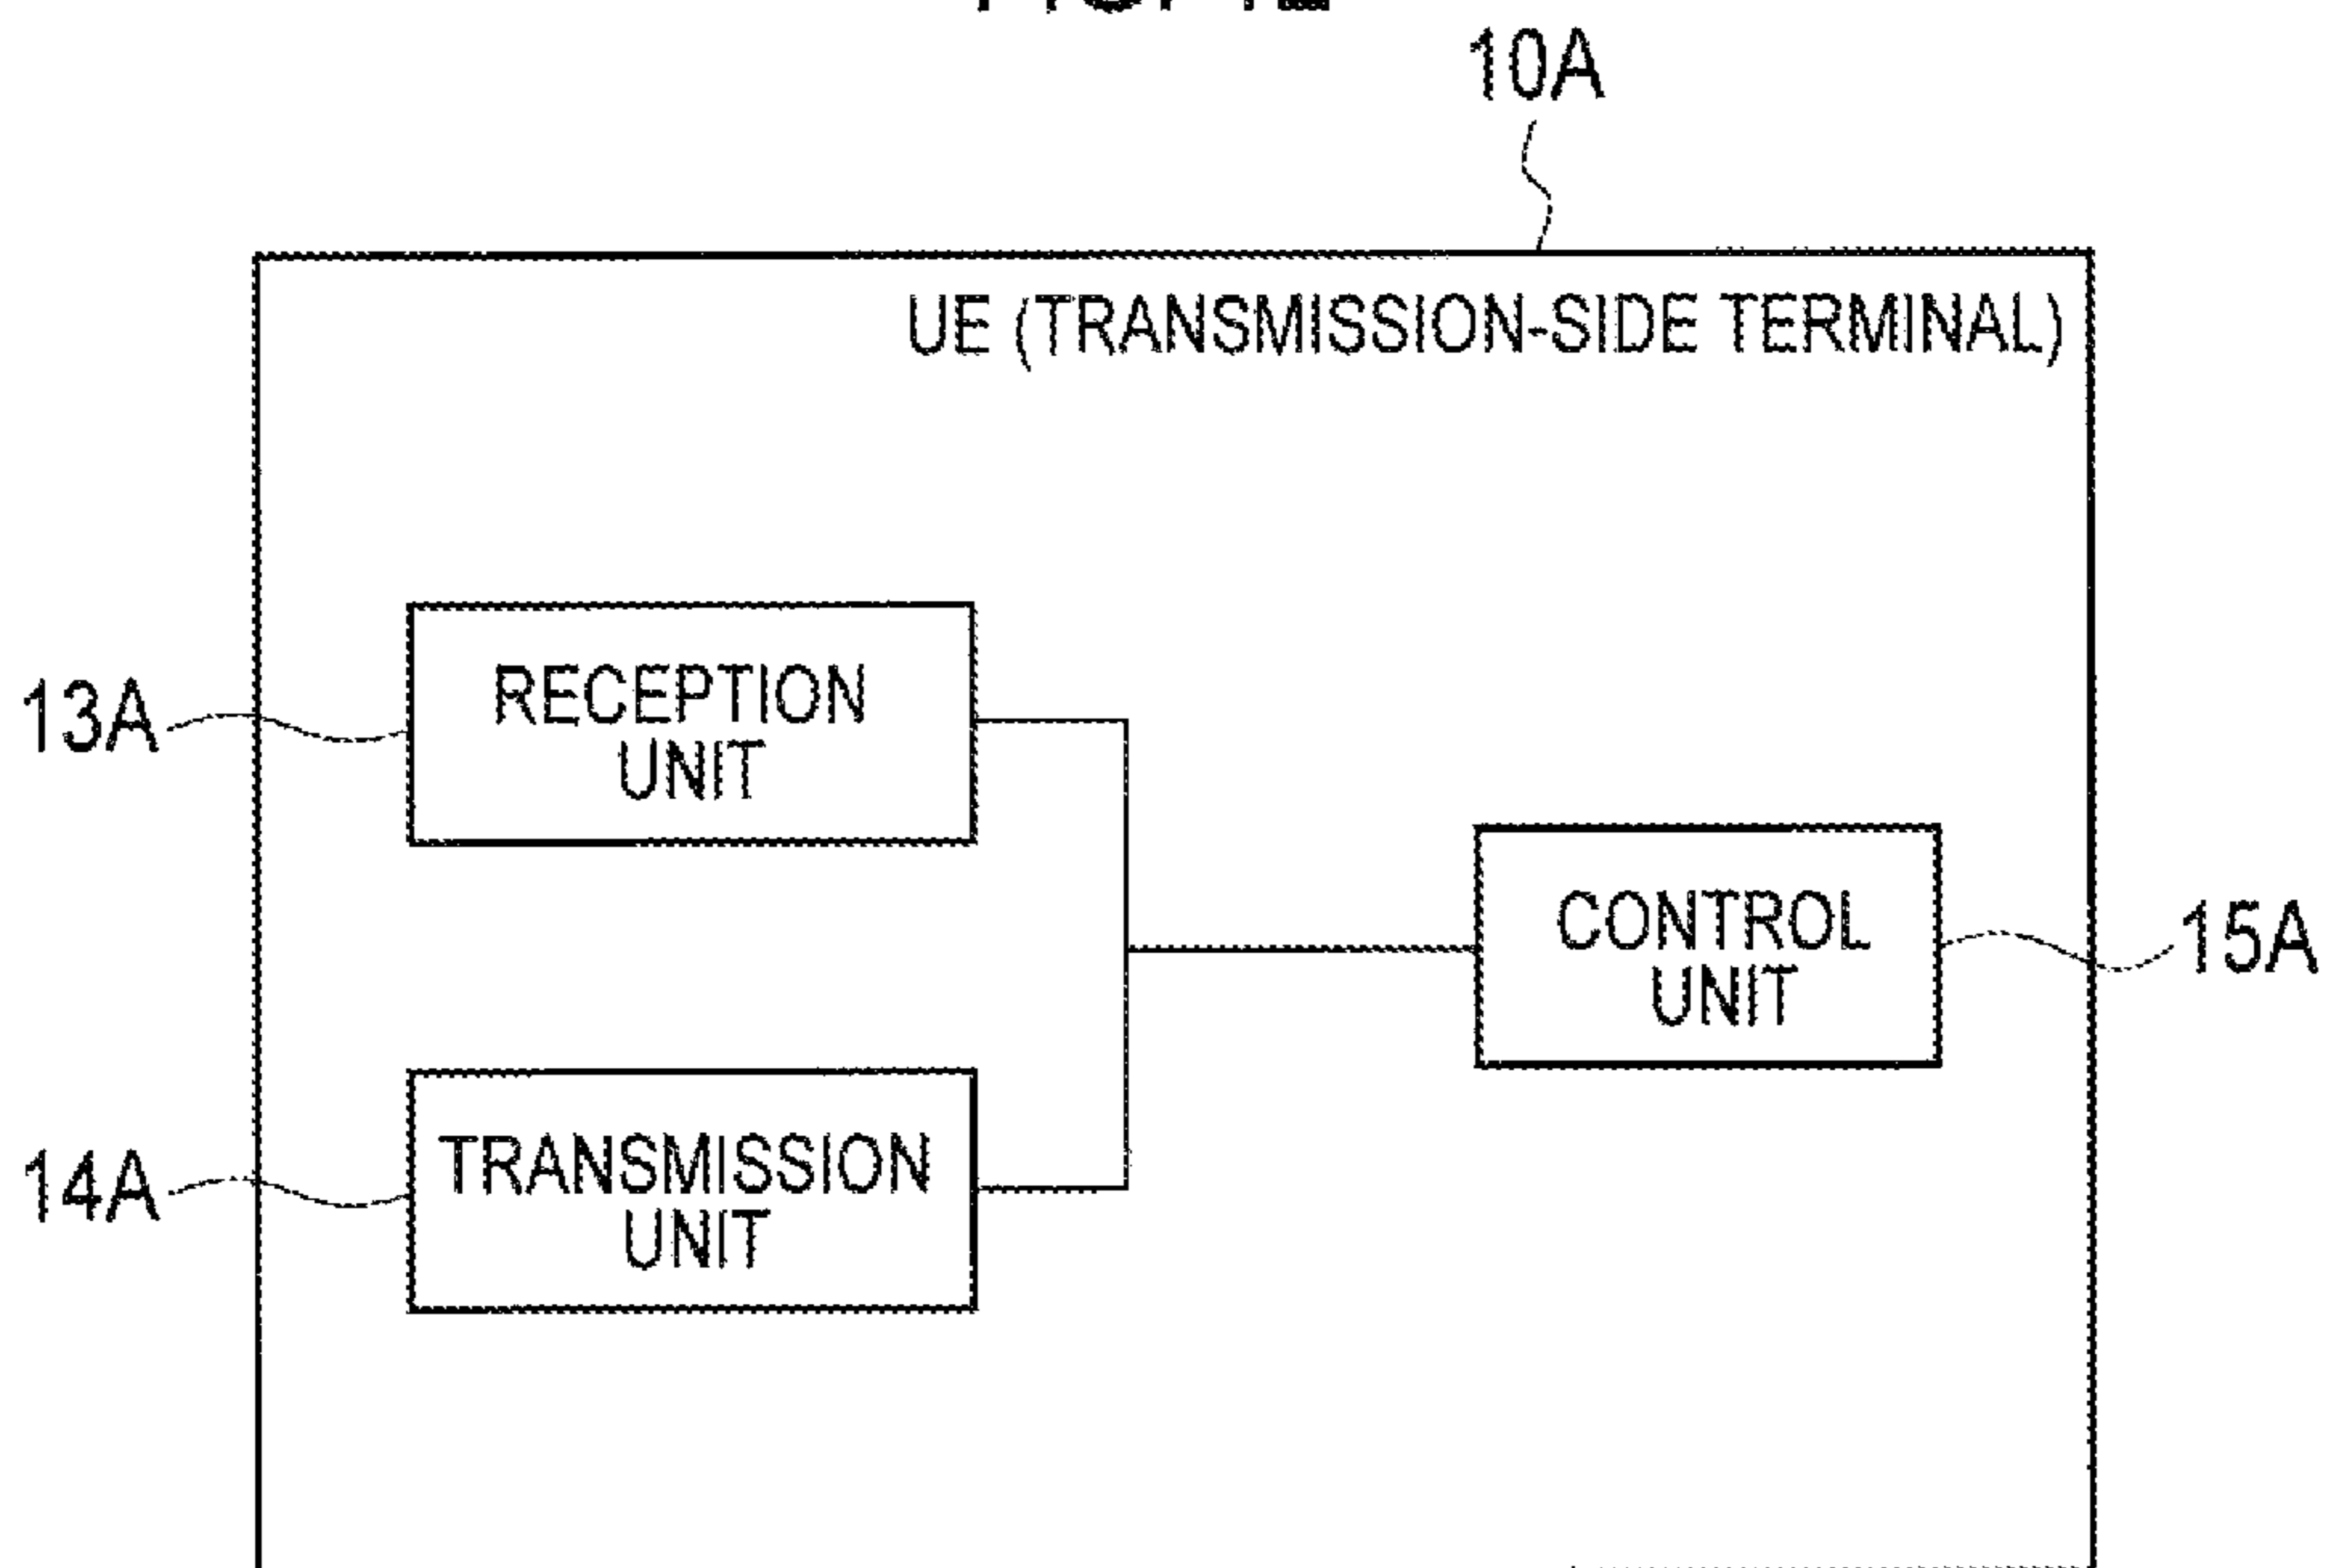 10A
UE (TRANSMISSION-SIDE TERMINAL)
13A
RECEPTION
UNIT
CONTROL
UNIT
15A
14A
TRANSMISSION
UNIT